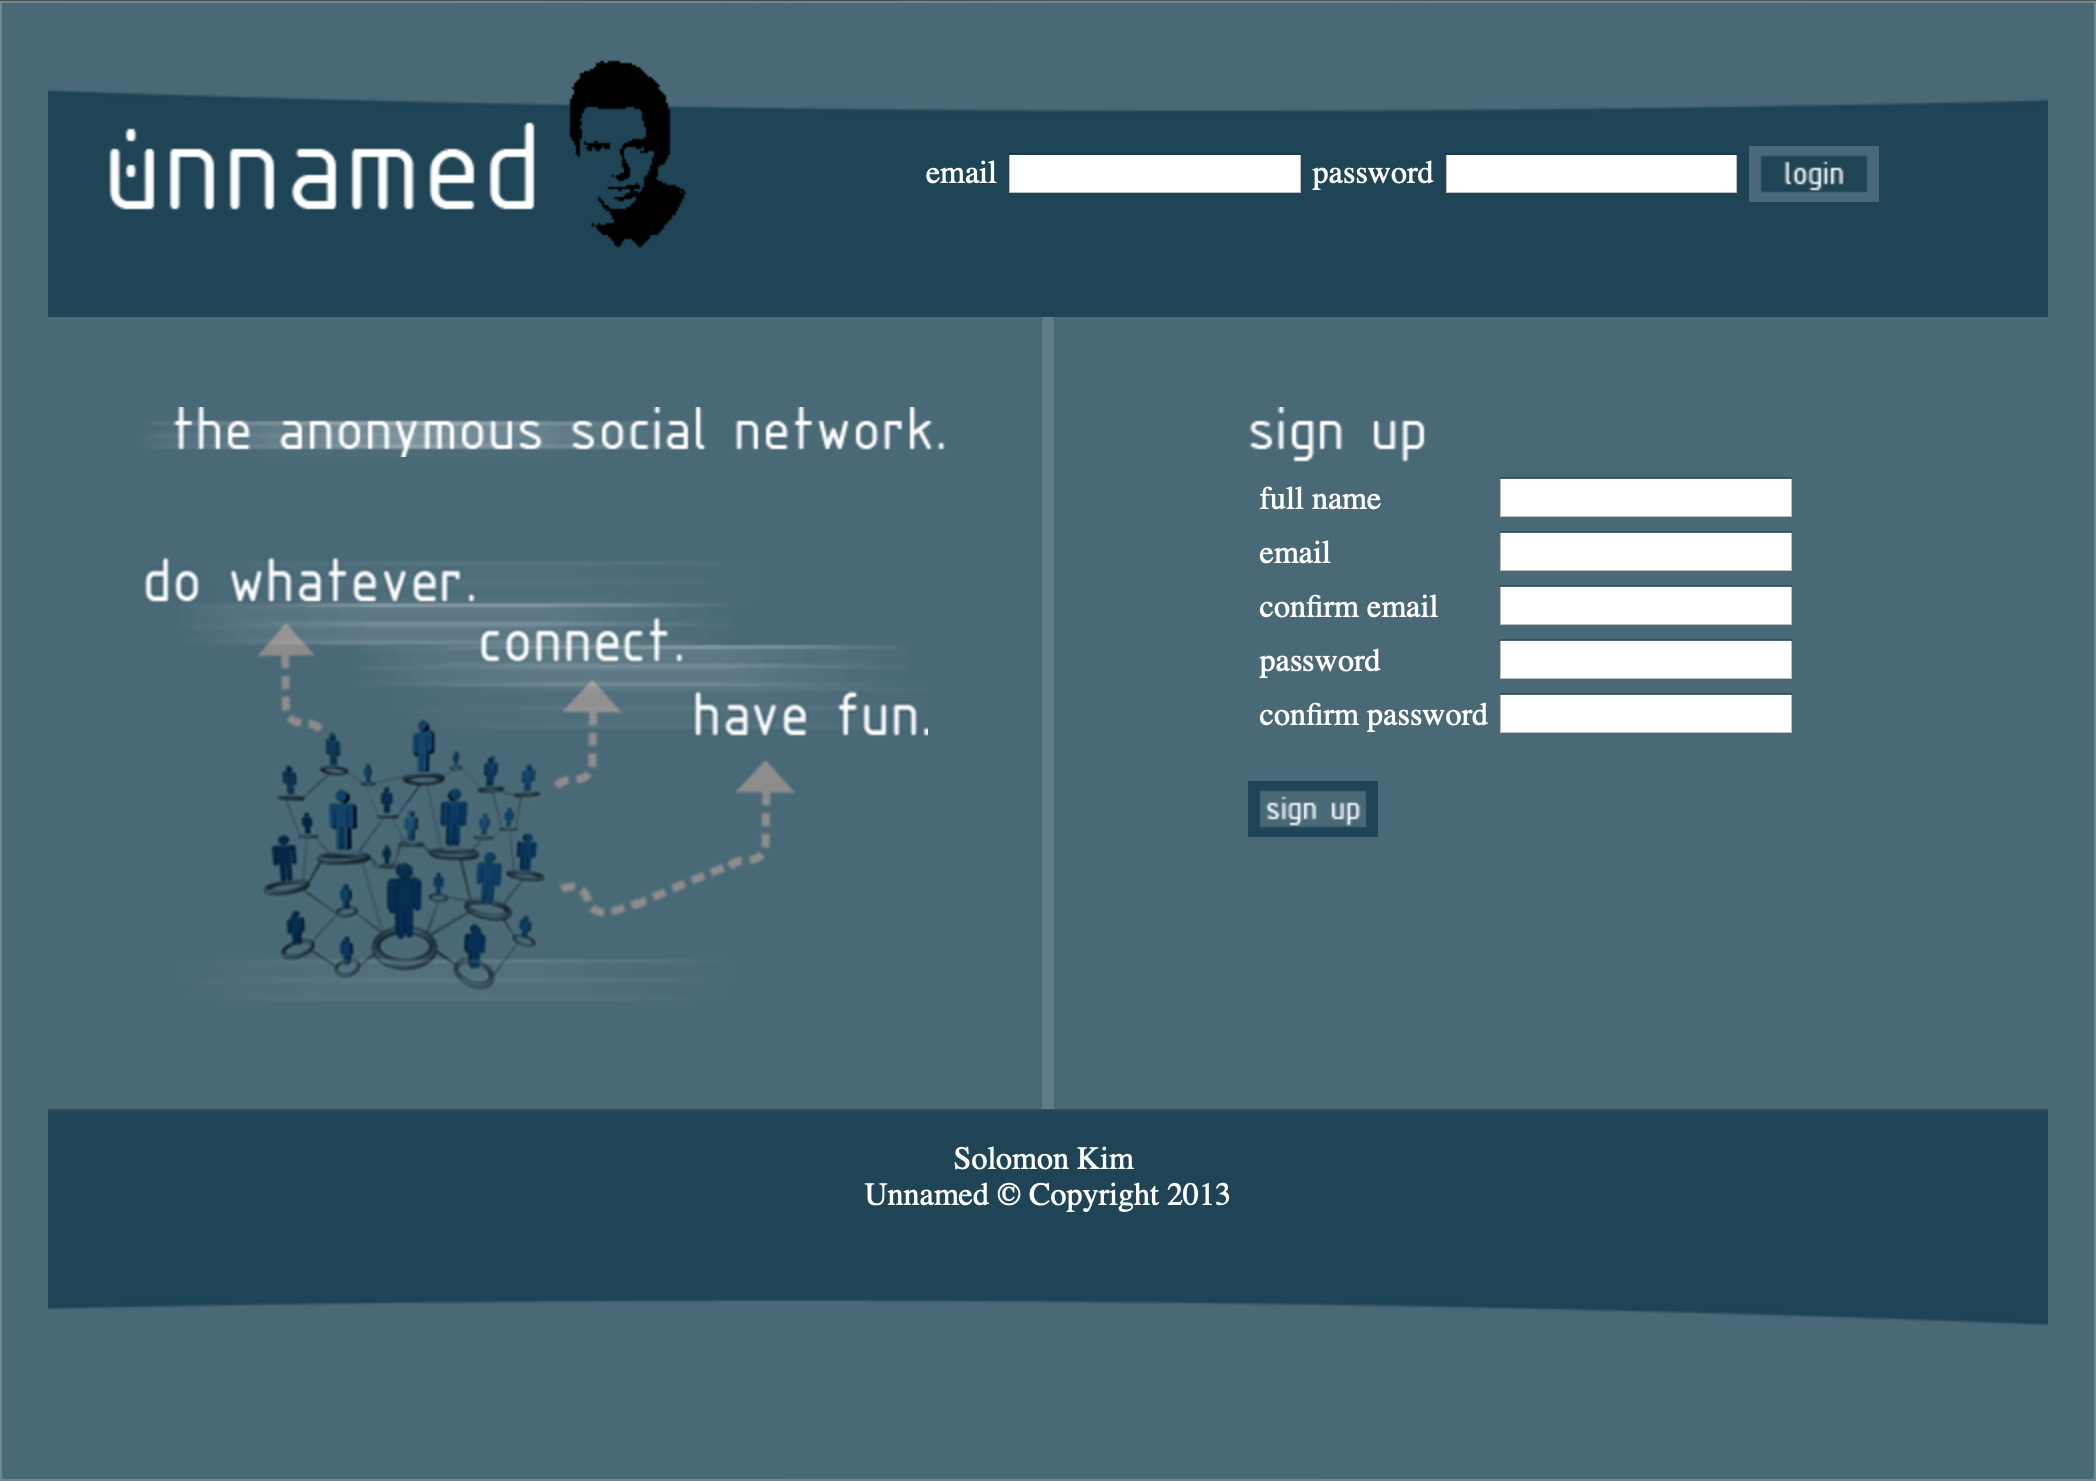 unnamed
email password login
the anonymous social network.
do whatever.
connect.
have fun.
sign up
full name
email
confirm email
password
confirm password
sign up
Solomon Kim
Unnamed © Copyright 2013